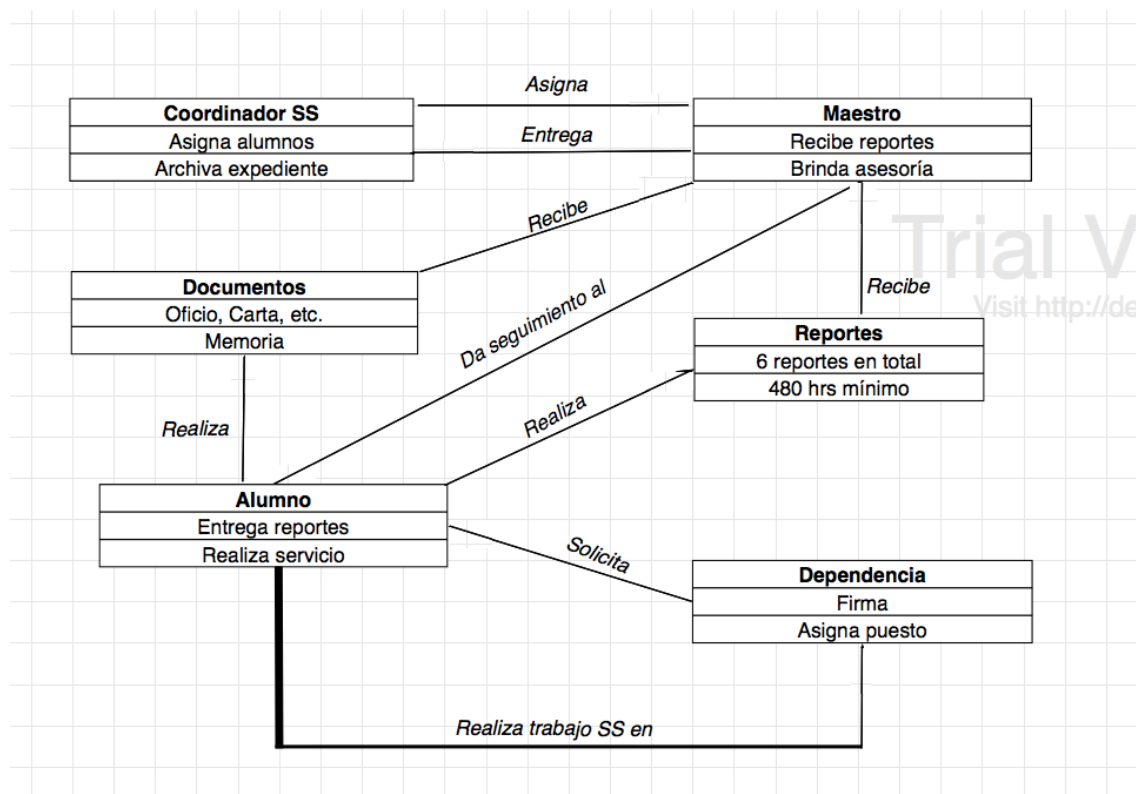 Asigna
Coordinador SS
Asigna alumnos
Archiva expediente
Entrega
Maestro
Recibe reportes
Brinda asesoría
Recibe
Trial V
Visit http://de
Documentos
Oficio, Carta, etc.
Memoria
Da seguimiento al
Recibe
Reportes
6 reportes en total
480 hrs mínimo
Realiza
Realiza
Alumno
Entrega reportes
Realiza servicio
Solicita
Dependencia
Firma
Asigna puesto
Realiza trabajo SS en